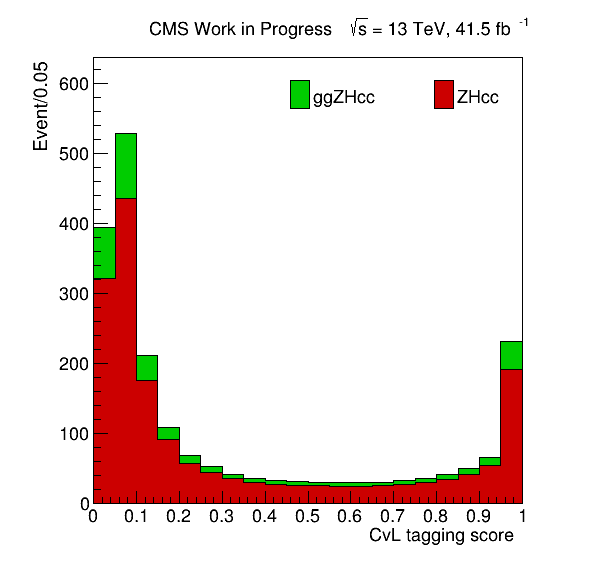 CMS Work in Progress √s = 13 TeV, 41.5 fb⁻¹
ggZHcc ZHcc
Event/0.05
600
500
400
300
200
100
0
0 0.1 0.2 0.3 0.4 0.5 0.6 0.7 0.8 0.9 1
CvL tagging score